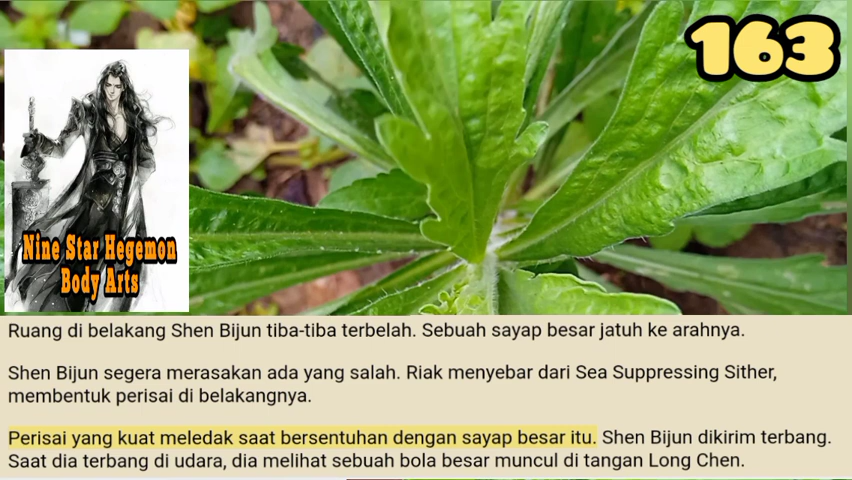 163
Nine Star Hegemon
Body Arts
Ruang di belakang Shen Bijun tiba-tiba terbelah. Sebuah sayap besar jatuh ke arahnya.
Shen Bijun segera merasakan ada yang salah. Riak menyebar dari Sea Suppressing Sither,
membentuk perisai di belakangnya.
Perisai yang kuat meledak saat bersentuhan dengan sayap besar itu. Shen Bijun dikirim terbang.
Saat dia terbang di udara, dia melihat sebuah bola besar muncul di tangan Long Chen.